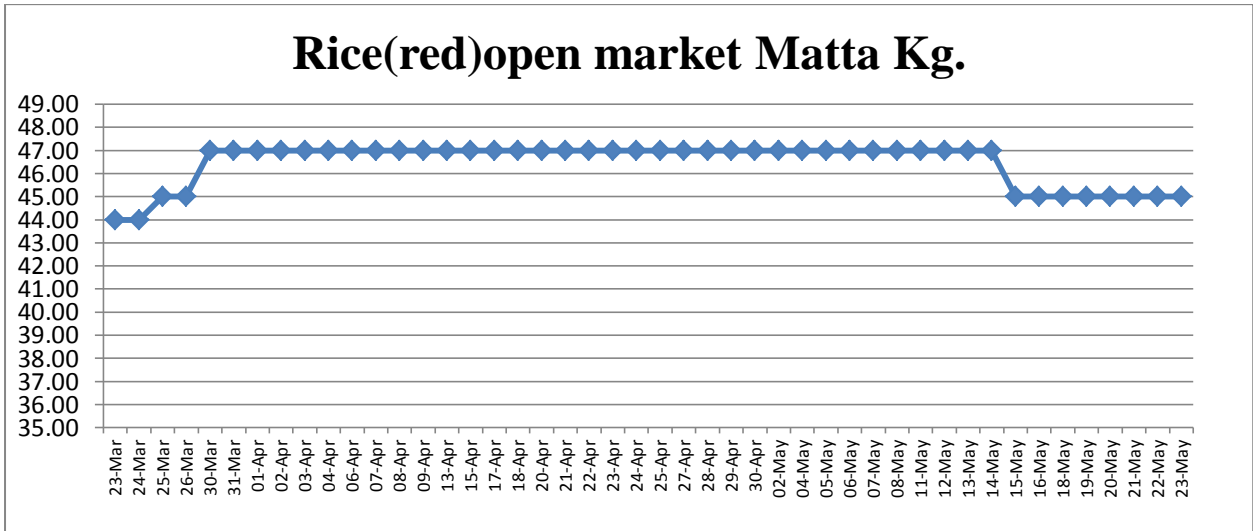 Rice(red)open market Matta Kg.
49.00
48.00
47.00
46.00
45.00
44.00
43.00
42.00
41.00
40.00
39.00
38.00
37.00
36.00
35.00
23-Mar
24-Mar
25-Mar
26-Mar
30-Mar
31-Mar
01-Apr
02-Apr
03-Apr
04-Apr
06-Apr
07-Apr
08-Apr
09-Apr
13-Apr
15-Apr
17-Apr
18-Apr
20-Apr
21-Apr
22-Apr
23-Apr
24-Apr
25-Apr
27-Apr
28-Apr
29-Apr
30-Apr
02-May
04-May
05-May
06-May
07-May
08-May
11-May
12-May
13-May
14-May
15-May
16-May
18-May
19-May
20-May
21-May
22-May
23-May